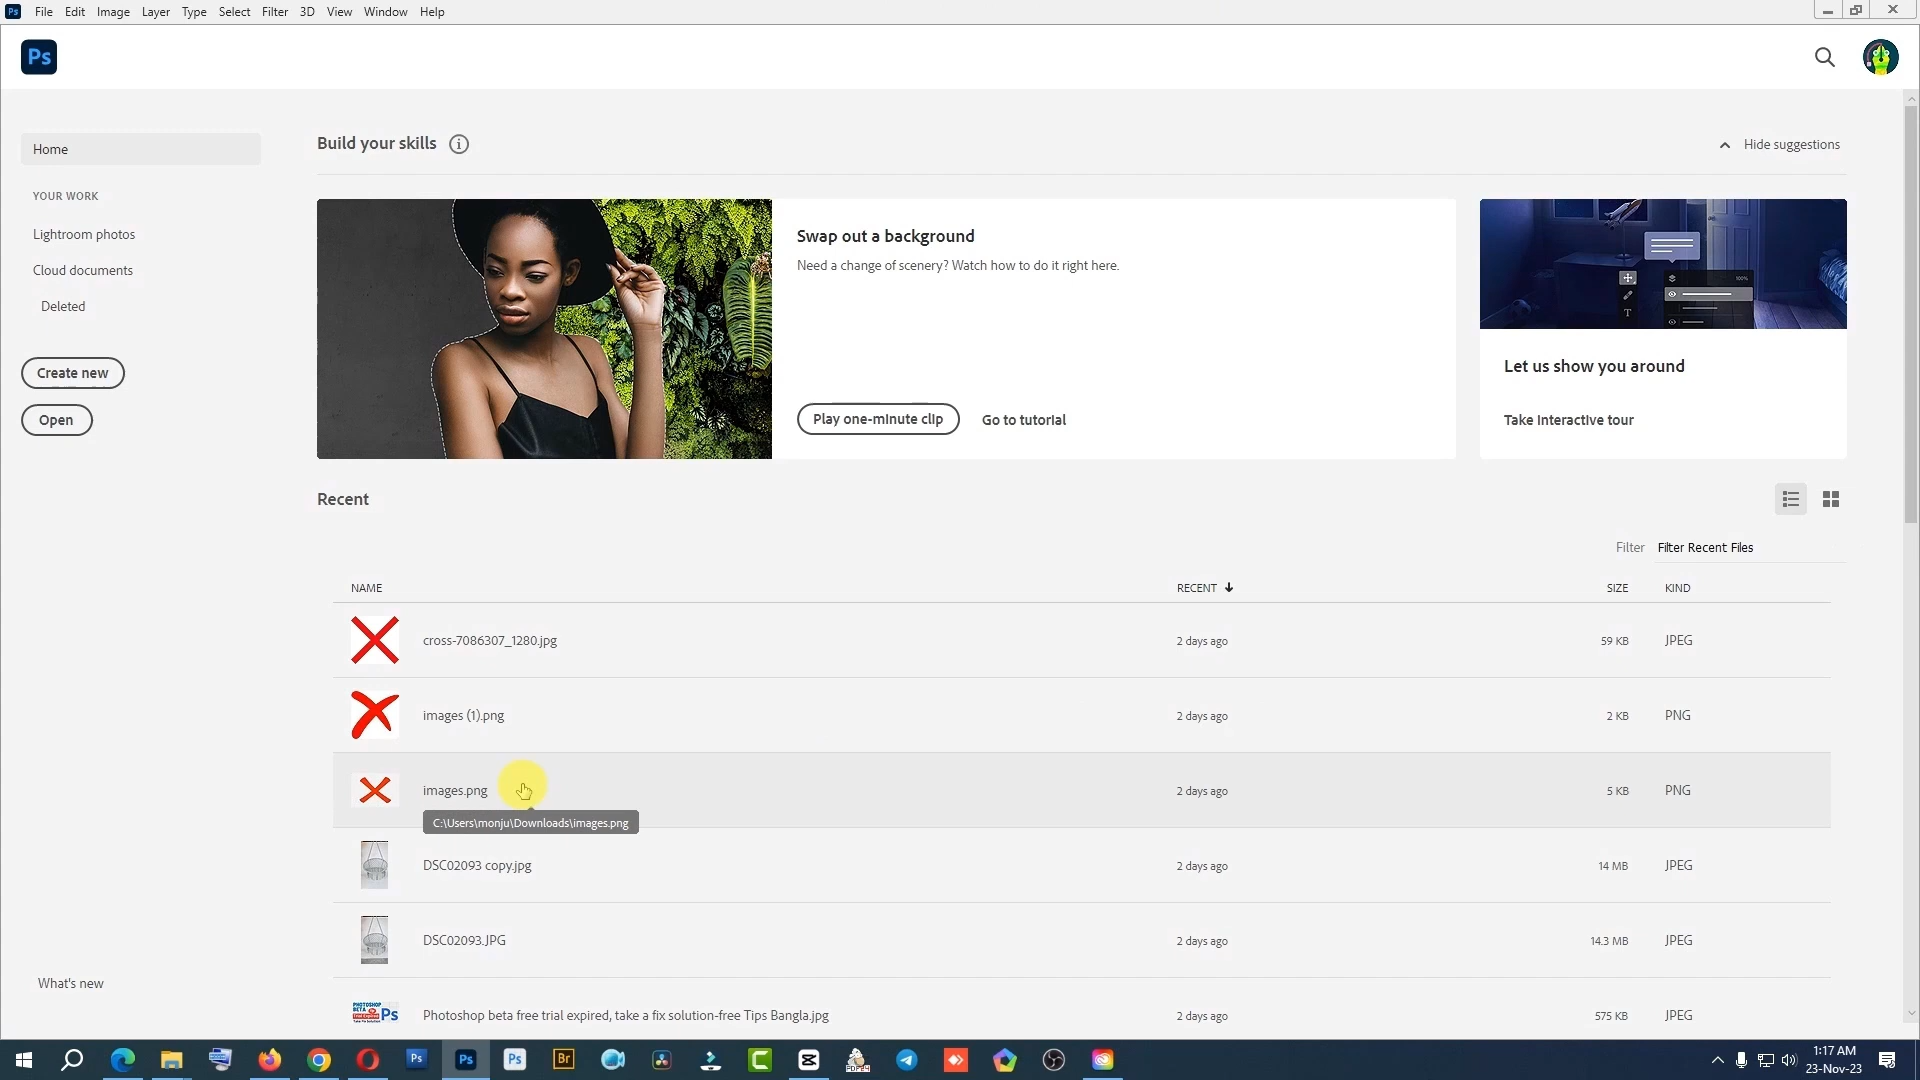 Ps File Edit Image Layer Type Select Filter 3D View Window Help
Ps
Home
YOUR WORK
Lightroom photos
Cloud documents
Deleted
Create new
Open
What's new
Build your skills
Hide suggestions
Swap out a background
Need a change of scenery? Watch how to do it right here.
Play one-minute clip Go to tutorial
100%
T
Let us show you around
Take interactive tour
Recent
Filter Filter Recent Files
NAME RECENT SIZE KIND
cross-7086307_1280.jpg 2 days ago 59 KB JPEG
images (1).png 2 days ago 2 KB PNG
images.png 2 days ago 5 KB PNG
C:\Users\monju\Downloads\images.png
DSC02093 copy.jpg 2 days ago 14 MB JPEG
DSC02093.JPG 2 days ago 14.3 MB JPEG
Photoshop beta free trial expired, take a fix solution-free Tips Bangla.jpg 2 days ago 575 KB JPEG
Ps Ps Ps Br
1:17 AM
23-Nov-23